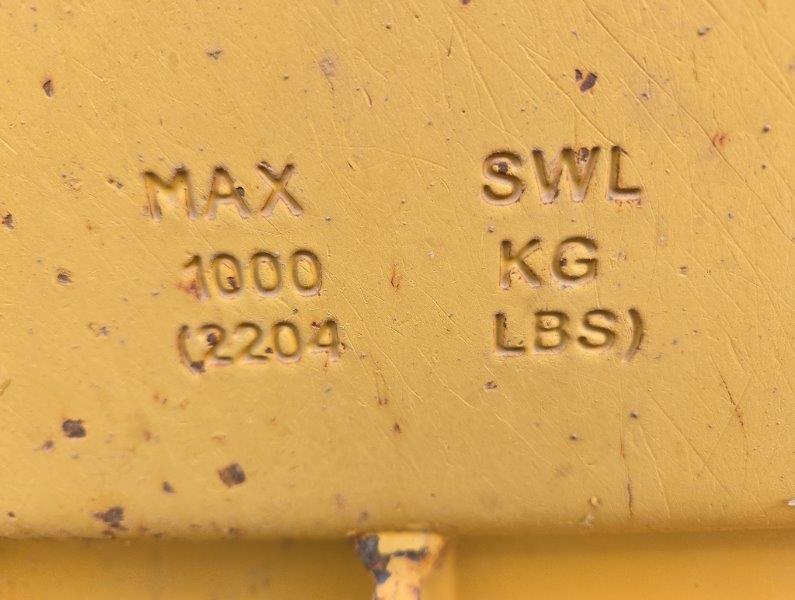 MAX SWL
1000 KG
(2204 LBS)